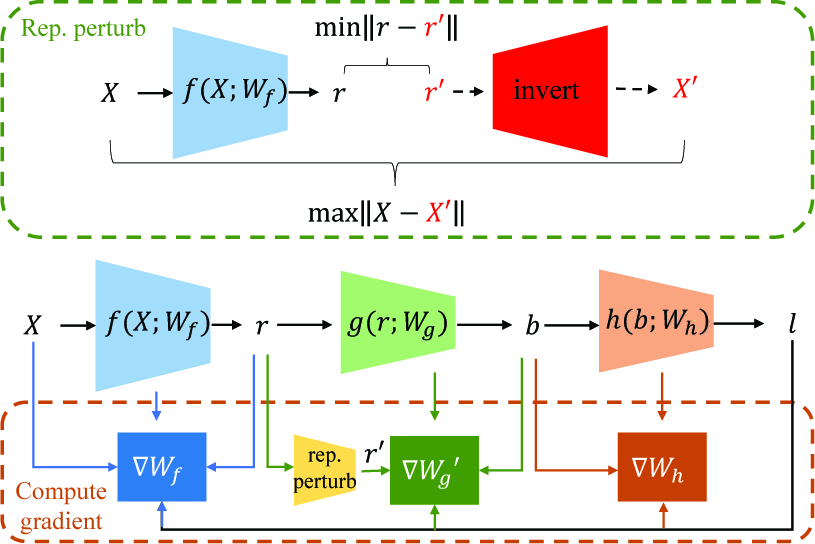 Rep. perturb
min‖r − r′‖
X
f(X; W_f)
r
r′
invert
X′
max‖X − X′‖
X
f(X; W_f)
r
g(r; W_g)
b
h(b; W_h)
l
∇W_f
rep.
perturb
r′
∇W_g′
∇W_h
Compute
gradient